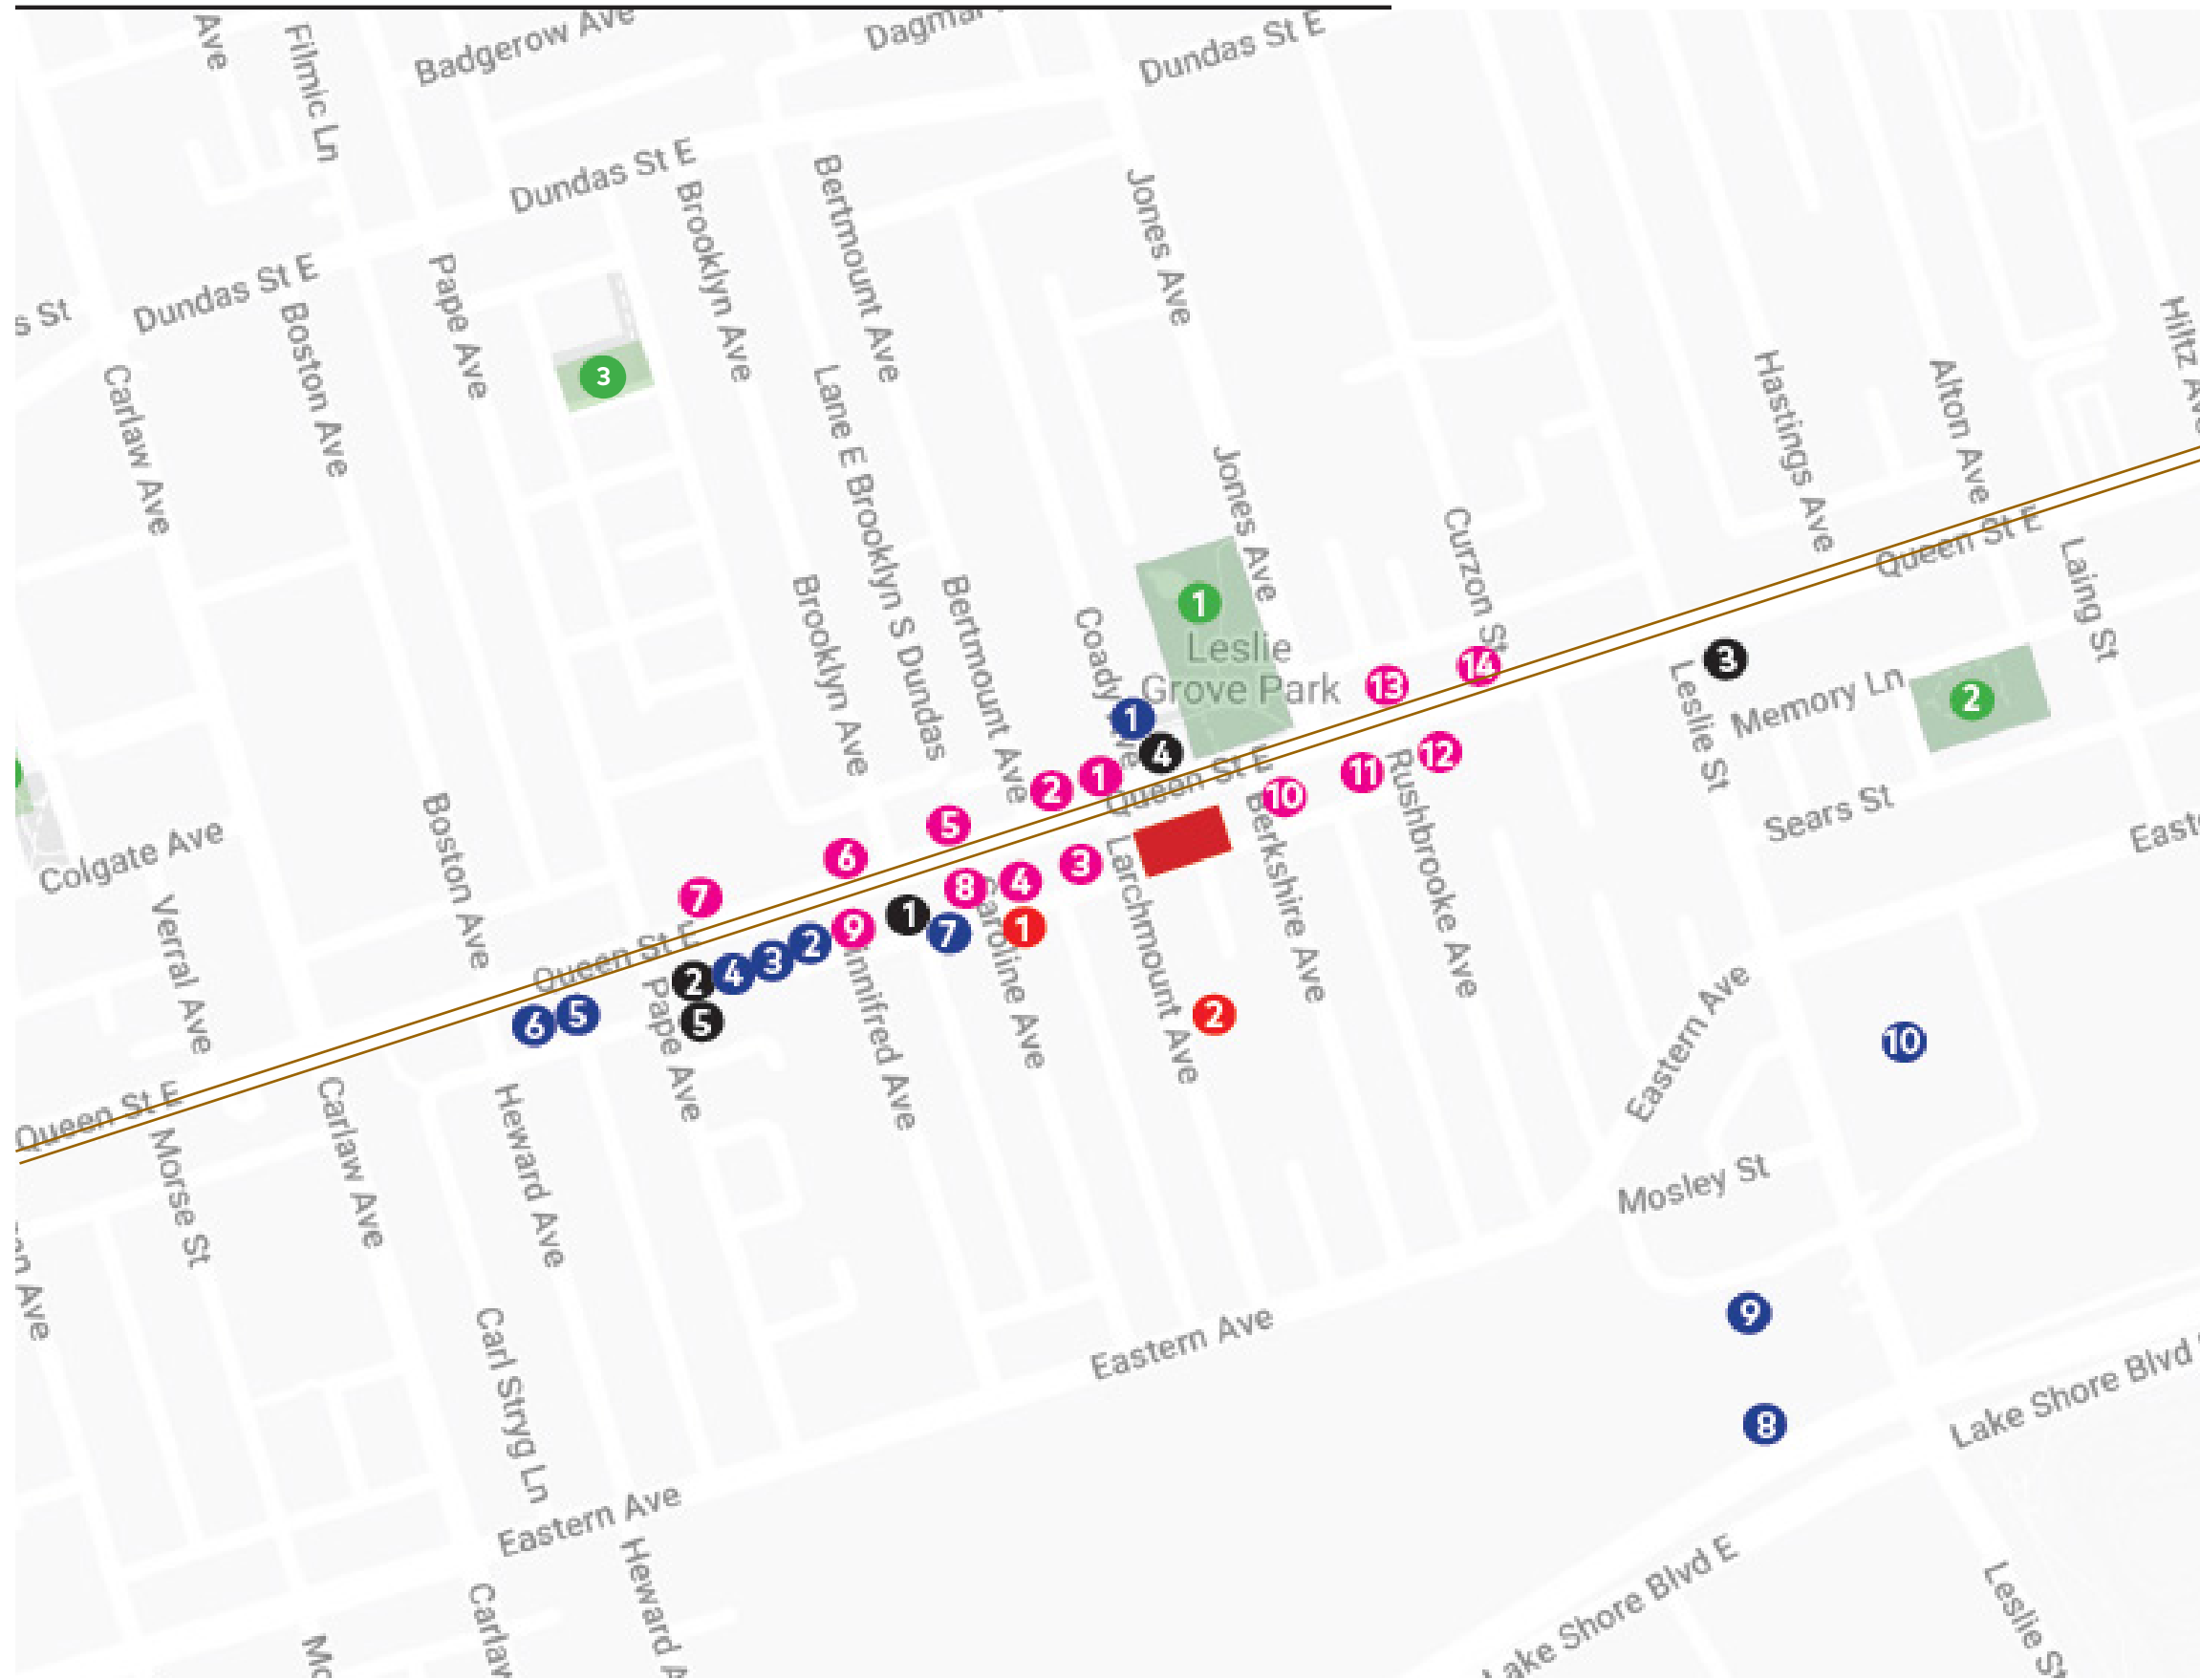 Ave
Filmic Ln
Badgerow Ave
Dundas St E
Dundas St E
Dundas St E
s St
Boston Ave
Pape Ave
Brooklyn Ave
Bertmount Ave
Jones Ave
3
Carlaw Ave
Lane E Brooklyn S Dundas
Jones Ave
Curzon St
Hastings Ave
Alton Ave
Hiltz Ave
Queen St E
Laing St
Brooklyn Ave
Bertmount Ave
Coady Ave
1
Leslie
Grove Park
13
14
3
Leslie St
Memory Ln
2
1
4
2
1
Queen St E
10
11
Rushbrooke Ave
12
Sears St
Colgate Ave
Boston Ave
5
6
7
8
4
3
Larchmount Ave
Berkshire Ave
Verral Ave
Queen St E
2
4
3
2
9
1
7
Caroline Ave
1
6
5
Pape Ave
5
innifred Ave
2
Eastern Ave
10
Queen St E
Morse St
Carlaw Ave
Heward Ave
Mosley St
9
8
Eastern Ave
Lake Shore Blvd
Carl Stryg Ln
Eastern Ave
Heward A
Lake Shore Blvd E
Leslie St